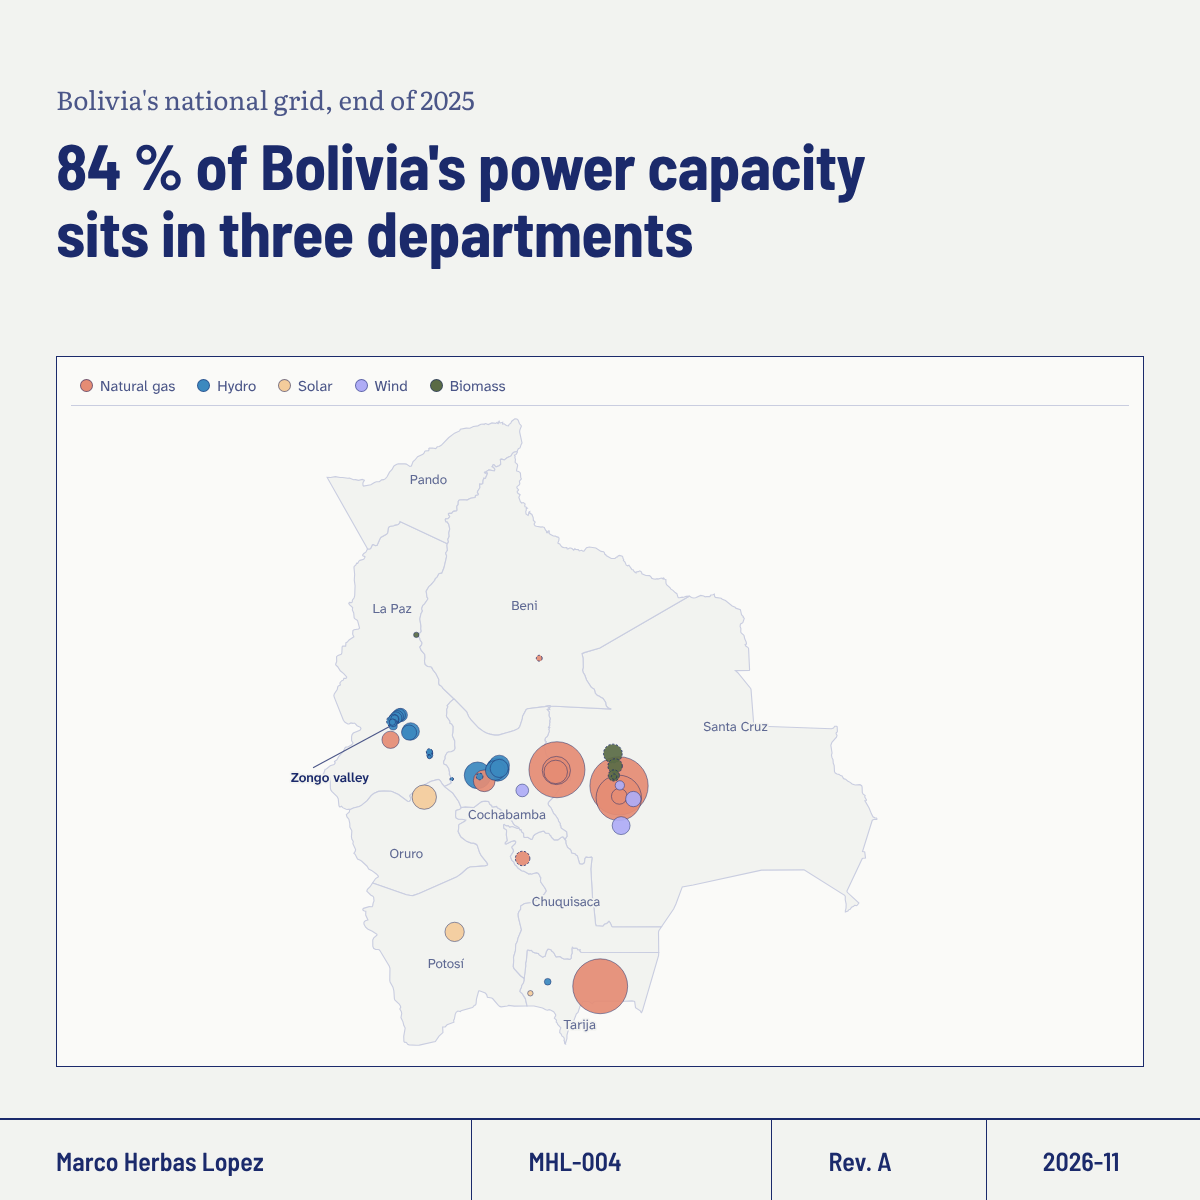 Bolivia's national grid, end of 2025
84 % of Bolivia's power capacity
sits in three departments
Natural gas
Hydro
Solar
Wind
Biomass
Pando
La Paz
Beni
Santa Cruz
Zongo valley
Cochabamba
Oruro
Chuquisaca
Potosí
Tarija
Marco Herbas Lopez
MHL-004
Rev. A
2026-11